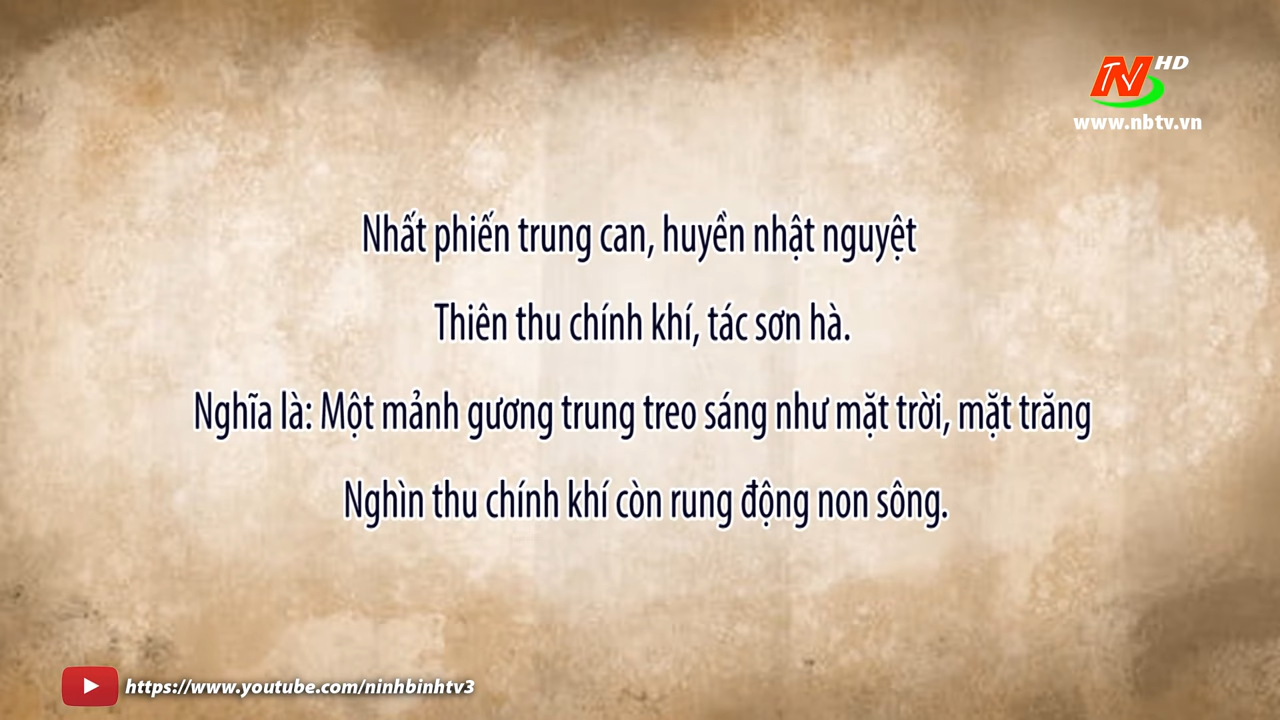 TV HD
www.nbtv.vn
Nhất phiến trung can, huyền nhật nguyệt
Thiên thu chính khí, tác sơn hà.
Nghĩa là: Một mảnh gương trung treo sáng như mặt trời, mặt trăng
Nghìn thu chính khí còn rung động non sông.
https://www.youtube.com/ninhbinhtv3